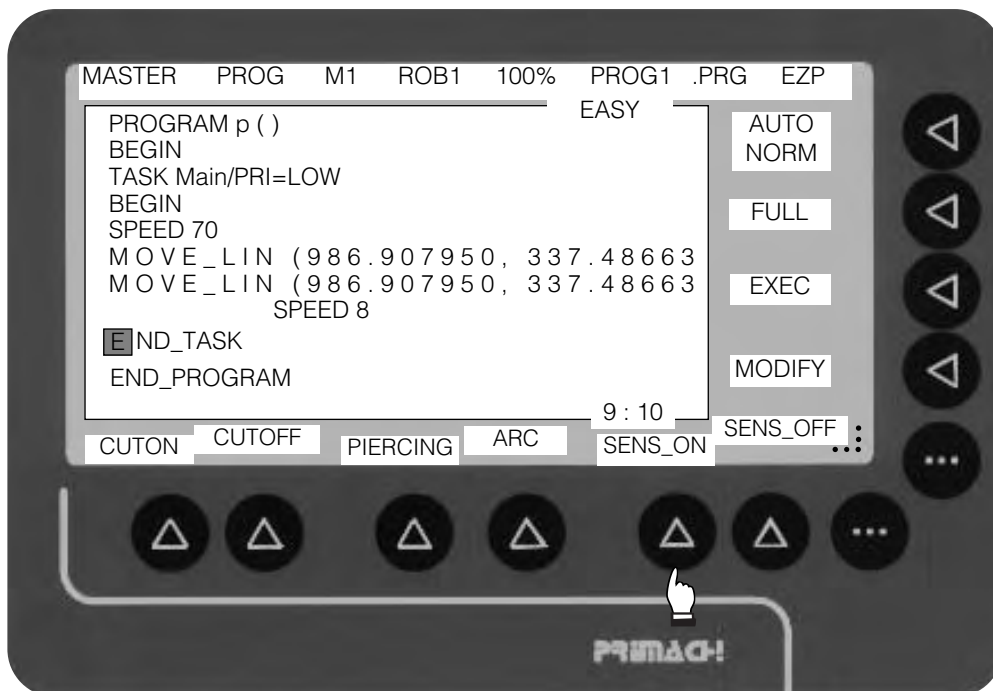 MASTER PROG M1 ROB1 100% PROG1 .PRG EZP
EASY
PROGRAM p ( )
BEGIN
TASK Main/PRI=LOW
BEGIN
SPEED 70
MOVE_LIN (986.907950, 337.48663
MOVE_LIN (986.907950, 337.48663
SPEED 8
END_TASK
END_PROGRAM
9 : 10
AUTO
NORM
FULL
EXEC
MODIFY
CUTON CUTOFF PIERCING ARC SENS_ON SENS_OFF
PRIMACH